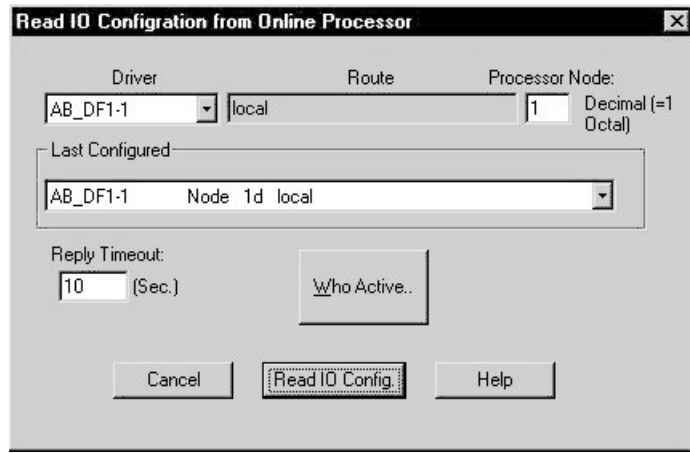 Read IO Configration from Online Processor
Driver Route Processor Node:
AB_DF1-1 local 1 Decimal (=1
Octal)
Last Configured
AB_DF1-1 Node 1d local
Reply Timeout:
10 (Sec.) Who Active..
Cancel Read IO Config. Help